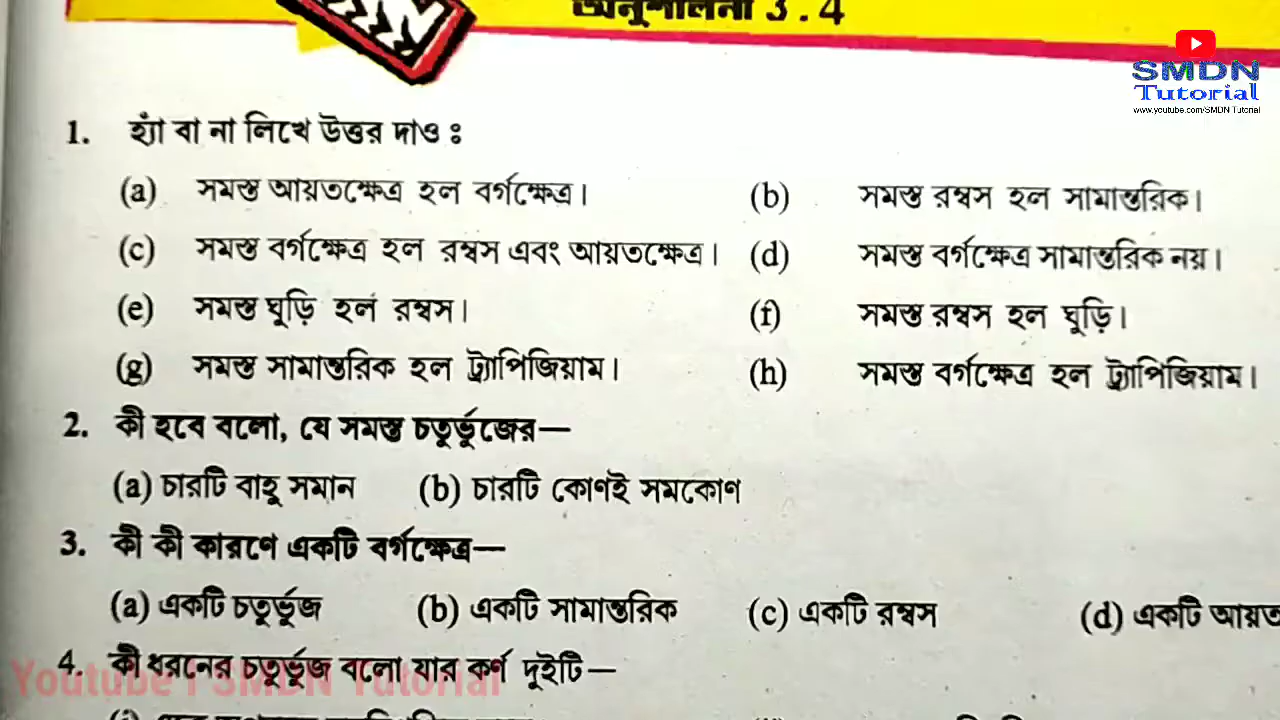 অনুশীলনী 3.4
SMDN
Tutorial
www.youtube.com/SMDN Tutorial
1. হ্যাঁ বা না লিখে উত্তর দাও ঃ
(a) সমস্ত আয়তক্ষেত্র হল বর্গক্ষেত্র। (b) সমস্ত রম্বস হল সামান্তরিক।
(c) সমস্ত বর্গক্ষেত্র হল রম্বস এবং আয়তক্ষেত্র। (d) সমস্ত বর্গক্ষেত্র সামান্তরিক নয়।
(e) সমস্ত ঘুড়ি হল রম্বস। (f) সমস্ত রম্বস হল ঘুড়ি।
(g) সমস্ত সামান্তরিক হল ট্র্যাপিজিয়াম। (h) সমস্ত বর্গক্ষেত্র হল ট্র্যাপিজিয়াম।
2. কী হবে বলো, যে সমস্ত চতুর্ভুজের—
(a) চারটি বাহু সমান (b) চারটি কোণই সমকোণ
3. কী কী কারণে একটি বর্গক্ষেত্র—
(a) একটি চতুর্ভুজ (b) একটি সামান্তরিক (c) একটি রম্বস (d) একটি আয়ত
4. কী ধরনের চতুর্ভুজ বলো যার কর্ণ দুইটি—
Youtube / SMDN Tutorial